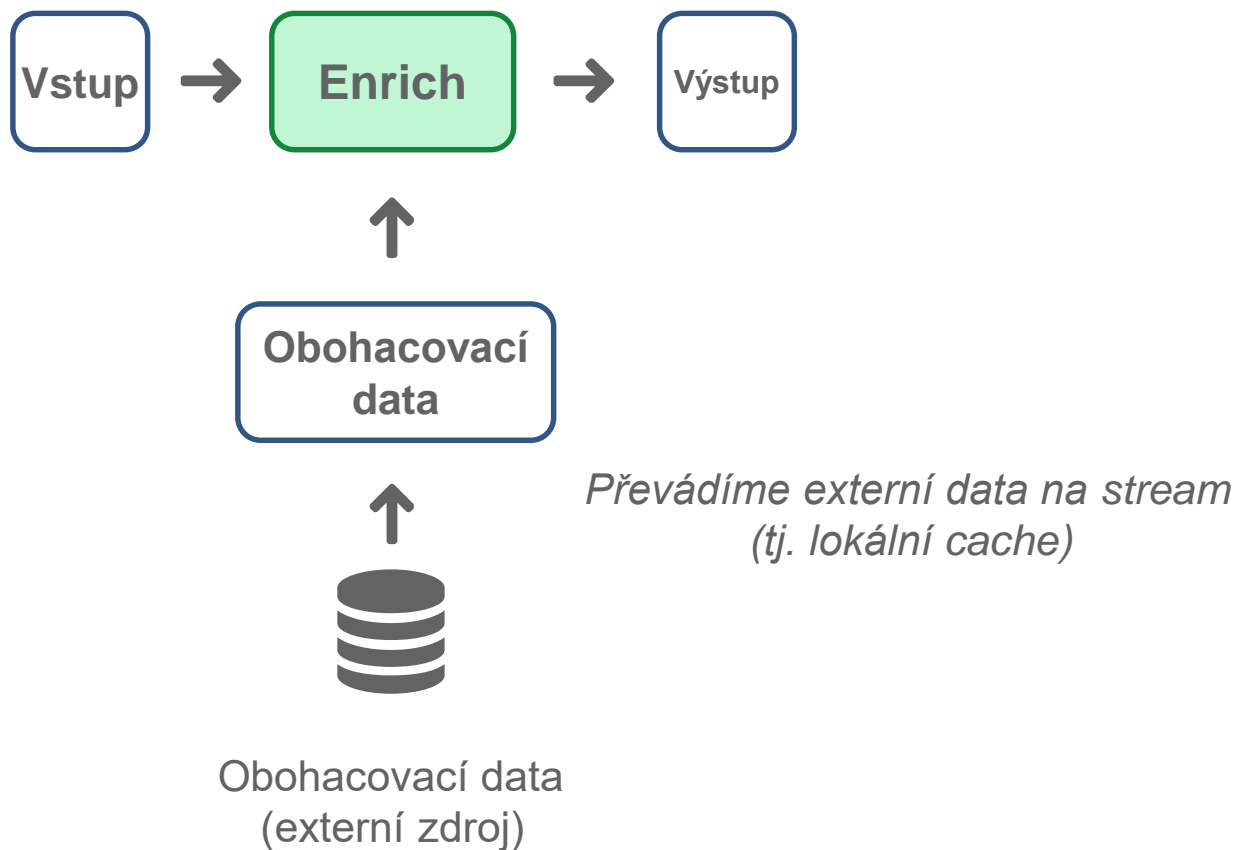 Vstup
Enrich
Výstup
Obohacovací
data
Převádíme externí data na stream
(tj. lokální cache)
Obohacovací data
(externí zdroj)